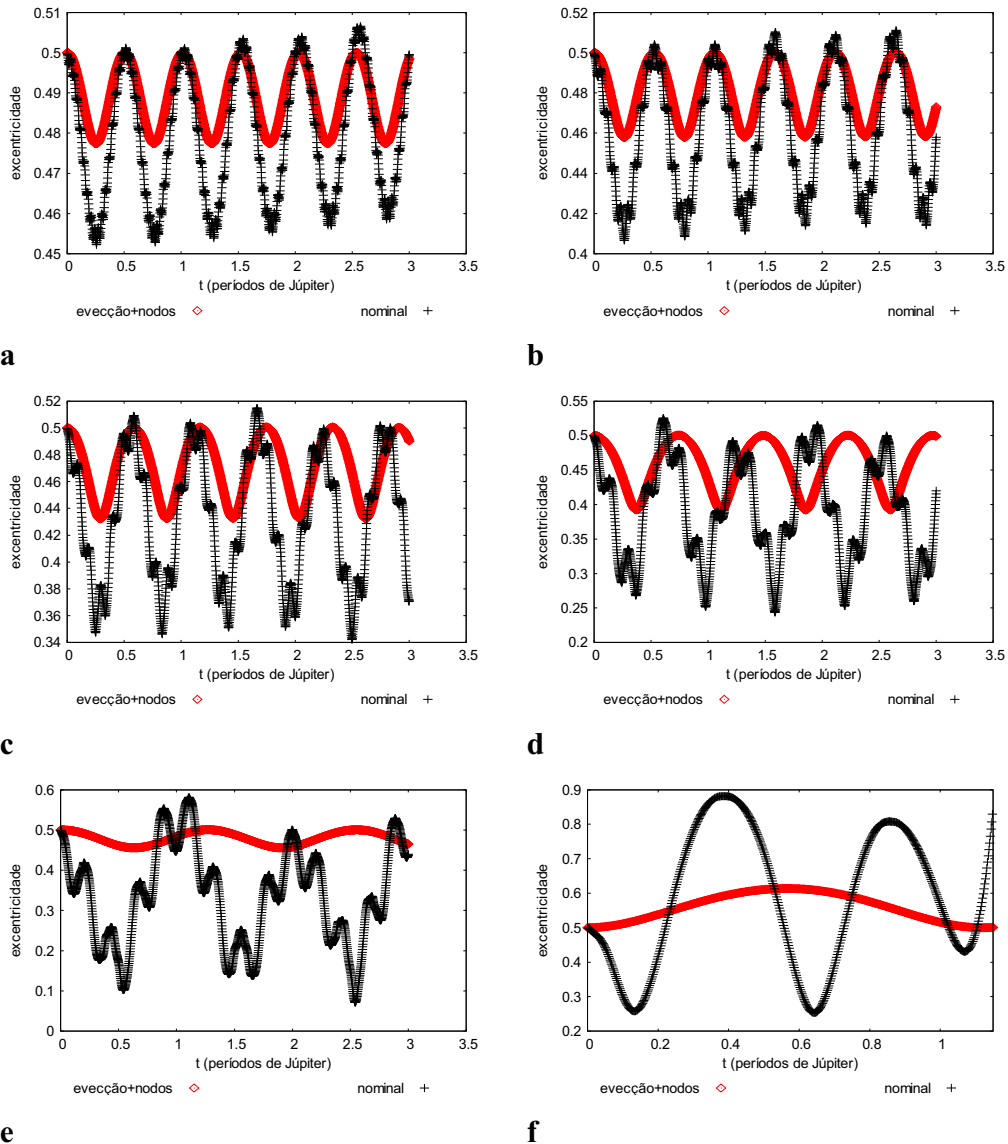 0.51
0.5
0.49
0.48
0.47
0.46
0.45
excentricidade
0 0.5 1 1.5 2 2.5 3 3.5
t (períodos de Júpiter)
evecção+nodos nominal
a
0.52
0.5
0.48
0.46
0.44
0.42
0.4
excentricidade
0 0.5 1 1.5 2 2.5 3 3.5
t (períodos de Júpiter)
evecção+nodos nominal
b
0.52
0.5
0.48
0.46
0.44
0.42
0.4
0.38
0.36
0.34
excentricidade
0 0.5 1 1.5 2 2.5 3 3.5
t (períodos de Júpiter)
evecção+nodos nominal
c
0.55
0.5
0.45
0.4
0.35
0.3
0.25
0.2
excentricidade
0 0.5 1 1.5 2 2.5 3 3.5
t (períodos de Júpiter)
evecção+nodos nominal
d
0.6
0.5
0.4
0.3
0.2
0.1
0
excentricidade
0 0.5 1 1.5 2 2.5 3 3.5
t (períodos de Júpiter)
evecção+nodos nominal
e
0.9
0.8
0.7
0.6
0.5
0.4
0.3
0.2
excentricidade
0 0.2 0.4 0.6 0.8 1
t (períodos de Júpiter)
evecção+nodos nominal
f